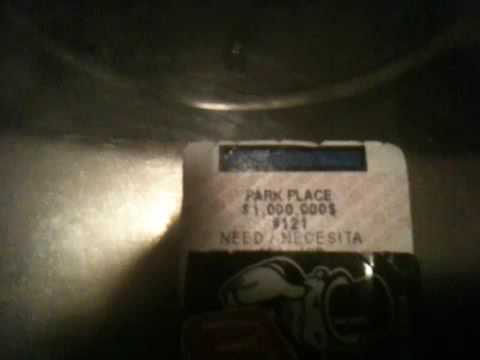 PARK PLACE
$1,000,000$
#121
NEED / NECESITA